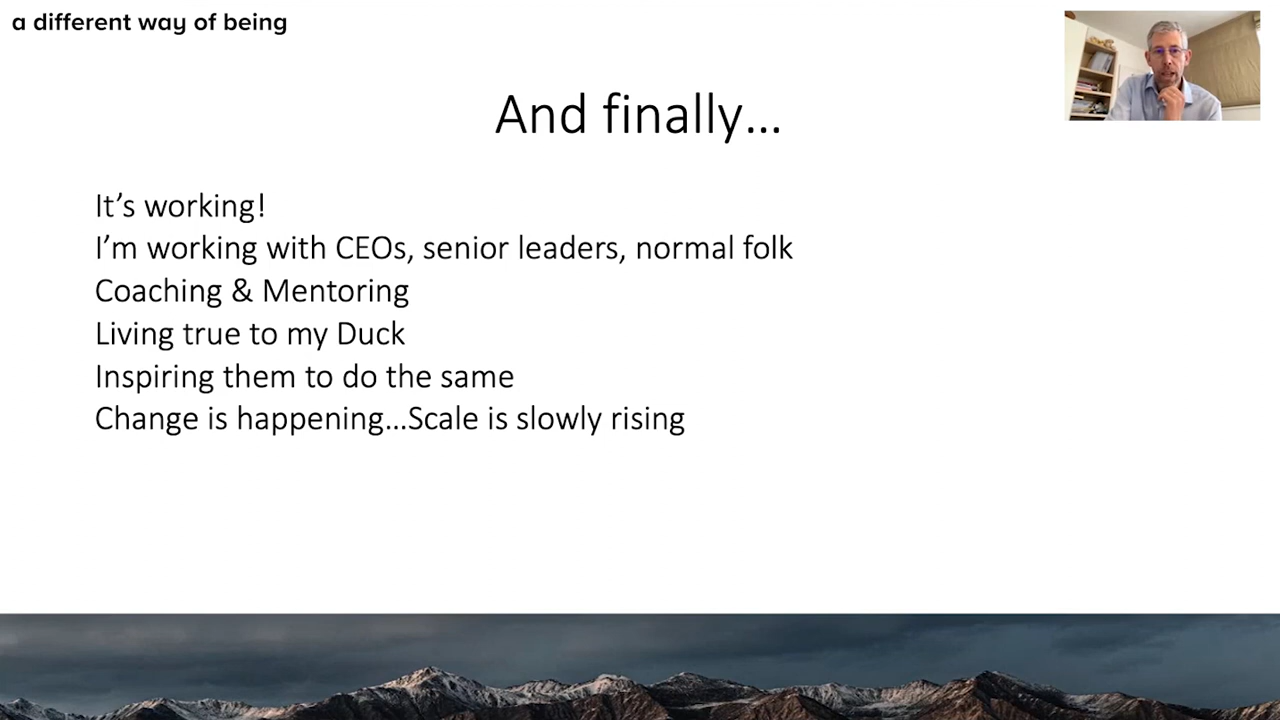 a different way of being
And finally…
It’s working!
I’m working with CEOs, senior leaders, normal folk
Coaching & Mentoring
Living true to my Duck
Inspiring them to do the same
Change is happening…Scale is slowly rising